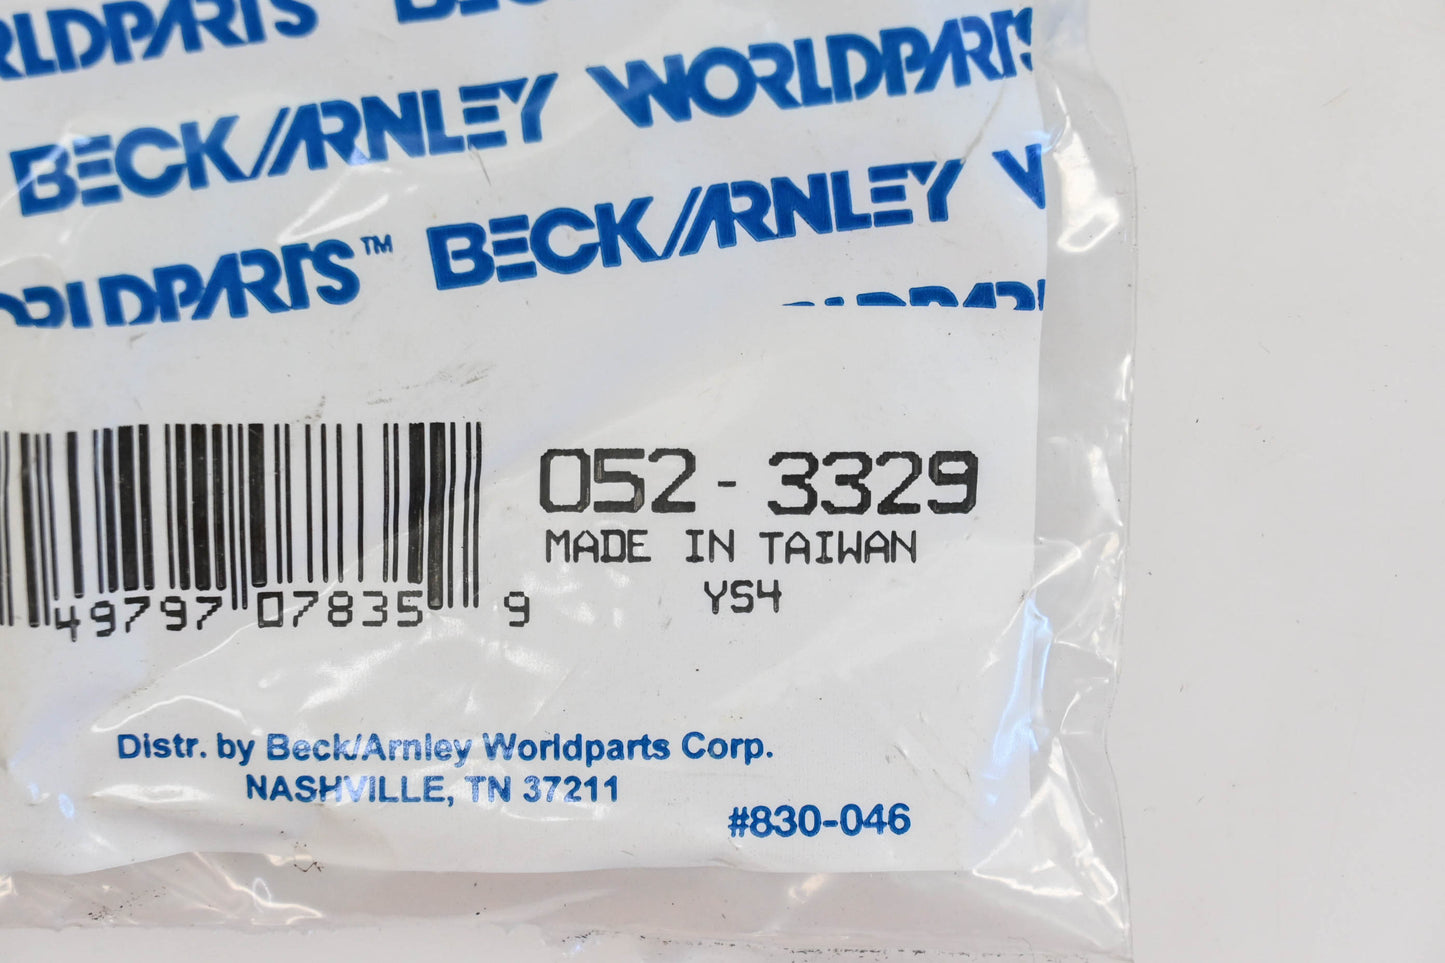 WORLDPARTS BECK
BECK/ARNLEY WORLDPARTS
WORLDPARTS™ BECK/ARNLEY W
052-3329
MADE IN TAIWAN
YS4
49797 07835 9
Distr. by Beck/Arnley Worldparts Corp.
NASHVILLE, TN 37211
#830-046